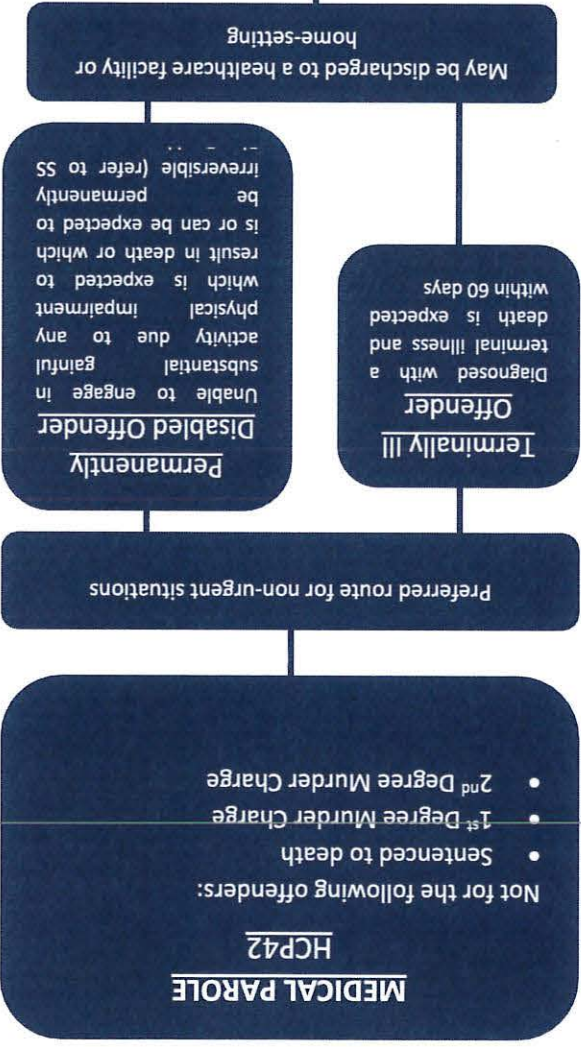 MEDICAL PAROLE
HCP42
Not for the following offenders:
• Sentenced to death
• 1st Degree Murder Charge
• 2nd Degree Murder Charge
Preferred route for non-urgent situations
Terminally Ill
Offender
Diagnosed with a
terminal illness and
death is expected
within 60 days
Permanently
Disabled Offender
Unable to engage in
substantial gainful
activity due to any
physical impairment
which is expected to
result in death or which
is or can be expected to
be permanently
irreversible (refer to SS
May be discharged to a healthcare facility or
home-setting